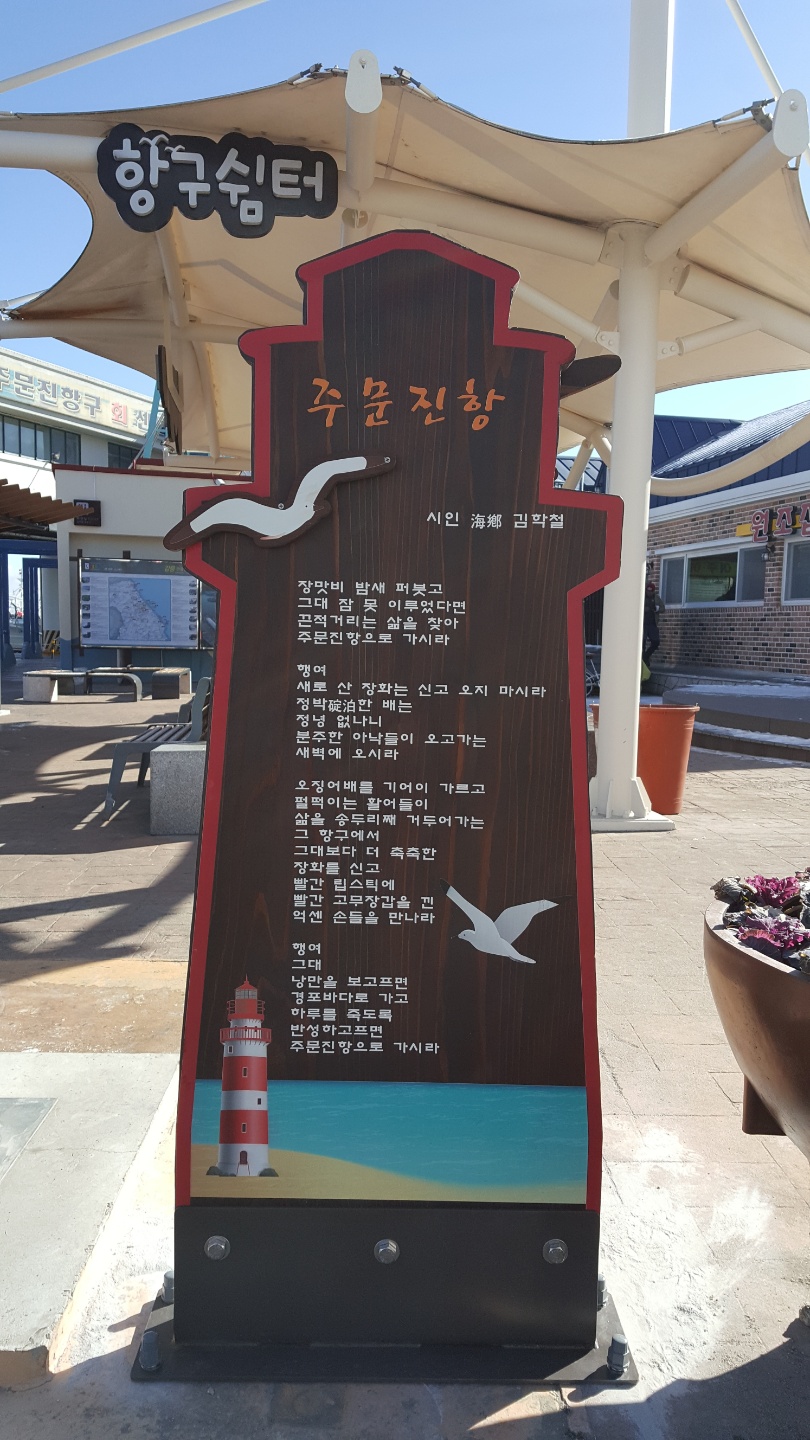 항구쉼터
주문진항구
주문진항
시인 海鄕 김학철
장맛비 밤새 퍼붓고
그대 잠 못 이루었다면
끈적거리는 삶을 찾아
주문진항으로 가시라
행여
새로 산 장화는 신고 오지 마시라
정박碇泊한 배는
정녕 없나니
분주한 아낙들이 오고가는
새벽에 오시라
오징어배를 기어이 가르고
펄떡이는 활어들이
삶을 송두리째 거두어가는
그 항구에서
그대보다 더 축축한
장화를 신고
빨간 립스틱에
빨간 고무장갑을 낀
억센 손들을 만나라
행여
그대
낭만을 보고프면
경포바다로 가고
하루를 죽도록
반성하고프면
주문진항으로 가시라